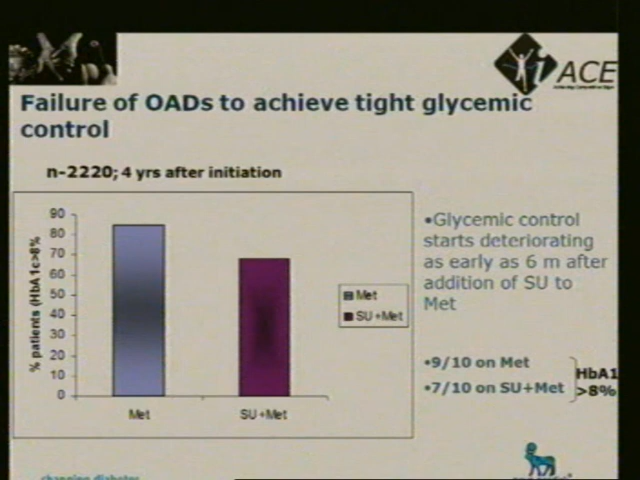 iACE
Failure of OADs to achieve tight glycemic
control
n-2220; 4 yrs after initiation
% patients (HbA1c>8%
90
80
70
60
50
40
30
20
10
0
Met
SU+Met
Met
SU+Met
•Glycemic control
starts deteriorating
as early as 6 m after
addition of SU to
Met
•9/10 on Met
•7/10 on SU+Met
HbA1
>8%
changing diabetes